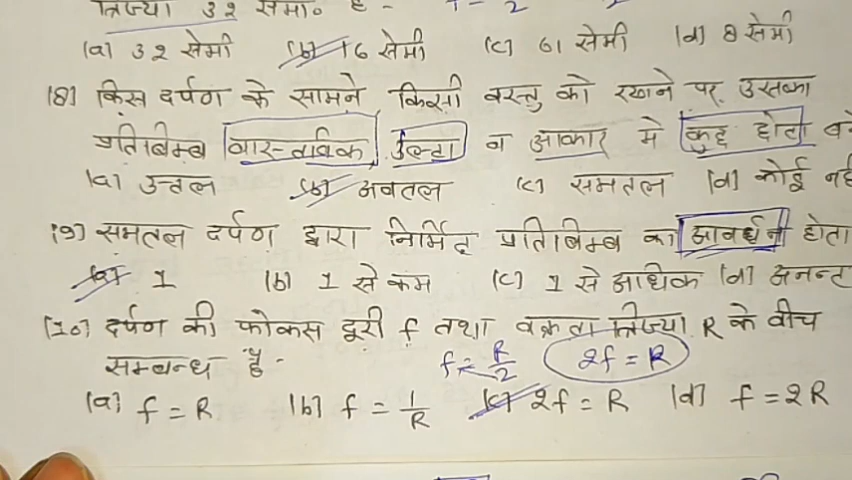 त्रिज्या 32 सेमी० है -
(a) 32 सेमी (b) 16 सेमी (c) 61 सेमी (d) 8 सेमी
(8) किस दर्पण के सामने किसी वस्तु को रखने पर उसका
प्रतिबिम्ब वास्तविक उल्टा व आकार मे कुछ होटा
(a) उत्तल (b) अवतल (c) समतल (d) कोई नही
(9) समतल दर्पण द्वारा निर्मित प्रतिबिम्ब का आवर्धन होता
(a) 1 (b) 1 से कम (c) 1 से अधिक (d) अनन्त
(10) दर्पण की फोकस दूरी f तथा वक्रता त्रिज्या R के बीच
सम्बन्ध है - f = R/2 2f = R
(a) f = R (b) f = 1/R (c) 2f = R (d) f = 2R